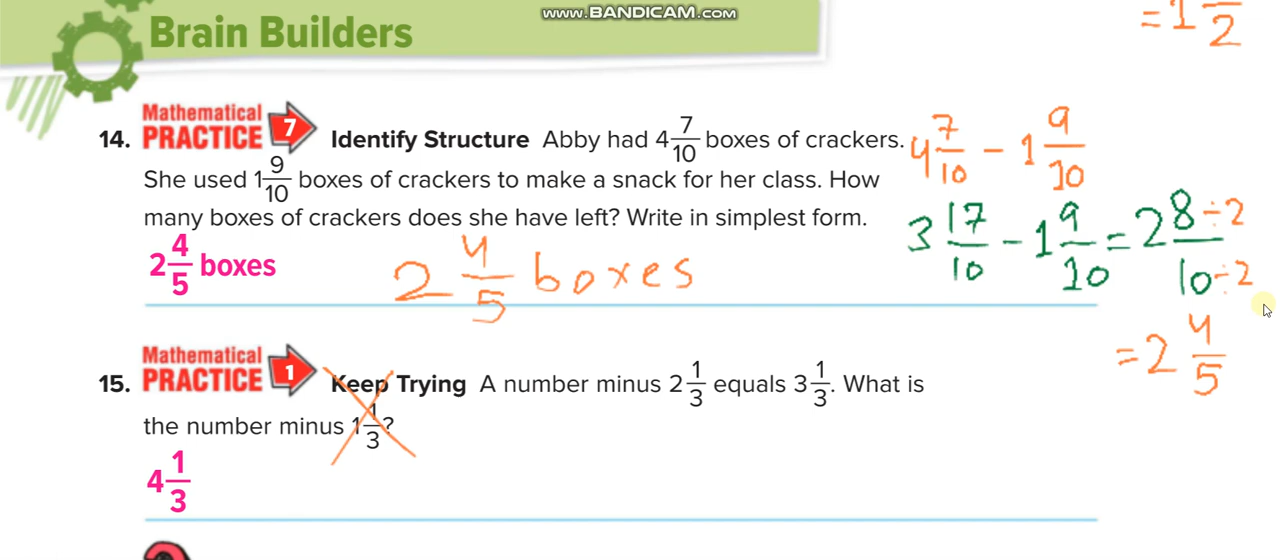 www.BANDICAM.com
Brain Builders
= 1 —/2
14. Mathematical PRACTICE 7 Identify Structure Abby had 4 7/10 boxes of crackers.
She used 1 9/10 boxes of crackers to make a snack for her class. How
many boxes of crackers does she have left? Write in simplest form.
2 4/5 boxes
2 4/5 boxes
4 7/10 − 1 9/10
3 17/10 − 1 9/10 = 2 8÷2/10÷2
= 2 4/5
15. Mathematical PRACTICE 1 Keep Trying A number minus 2 1/3 equals 3 1/3. What is
the number minus 1 1/3?
4 1/3